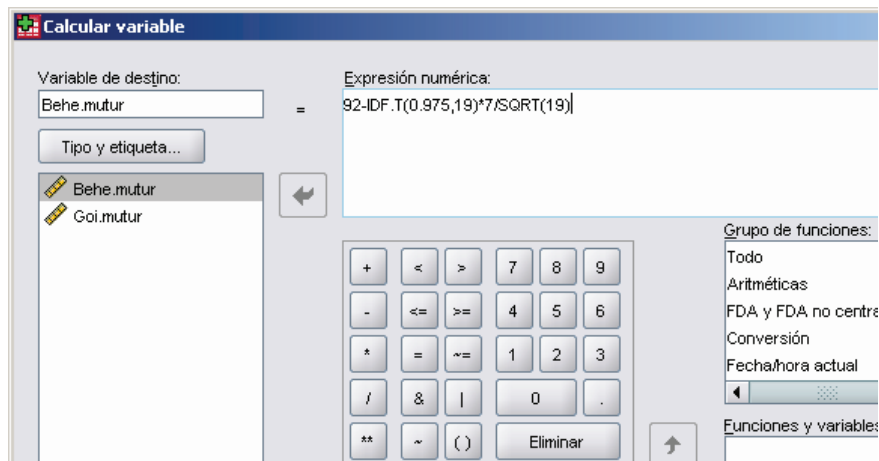 Calcular variable
Variable de destino:
Behe.mutur
=
Expresión numérica:
92-IDF.T(0.975,19)*7/SQRT(19)
Tipo y etiqueta...
Behe.mutur
Goi.mutur
+ < > 7 8 9
- <= >= 4 5 6
* = ~= 1 2 3
/ & | 0 .
** ~ ( ) Eliminar
Grupo de funciones:
Todo
Aritméticas
FDA y FDA no centra
Conversión
Fecha/hora actual
Funciones y variables